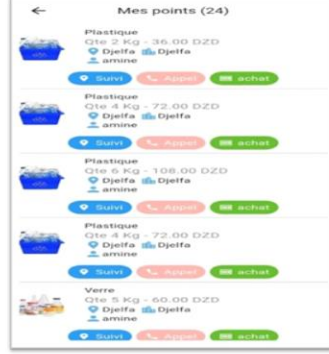 Mes points (24)
Plastique
Qte 2 Kg - 36.00 DZD
Djelfa Djelfa
amine
Suivi Appel achat
Plastique
Qte 4 Kg - 72.00 DZD
Djelfa Djelfa
amine
Suivi Appel achat
Plastique
Qte 6 Kg - 108.00 DZD
Djelfa Djelfa
amine
Suivi Appel achat
Plastique
Qte 4 Kg - 72.00 DZD
Djelfa Djelfa
amine
Suivi Appel achat
Verre
Qte 5 Kg - 60.00 DZD
Djelfa Djelfa
amine
Suivi Appel achat